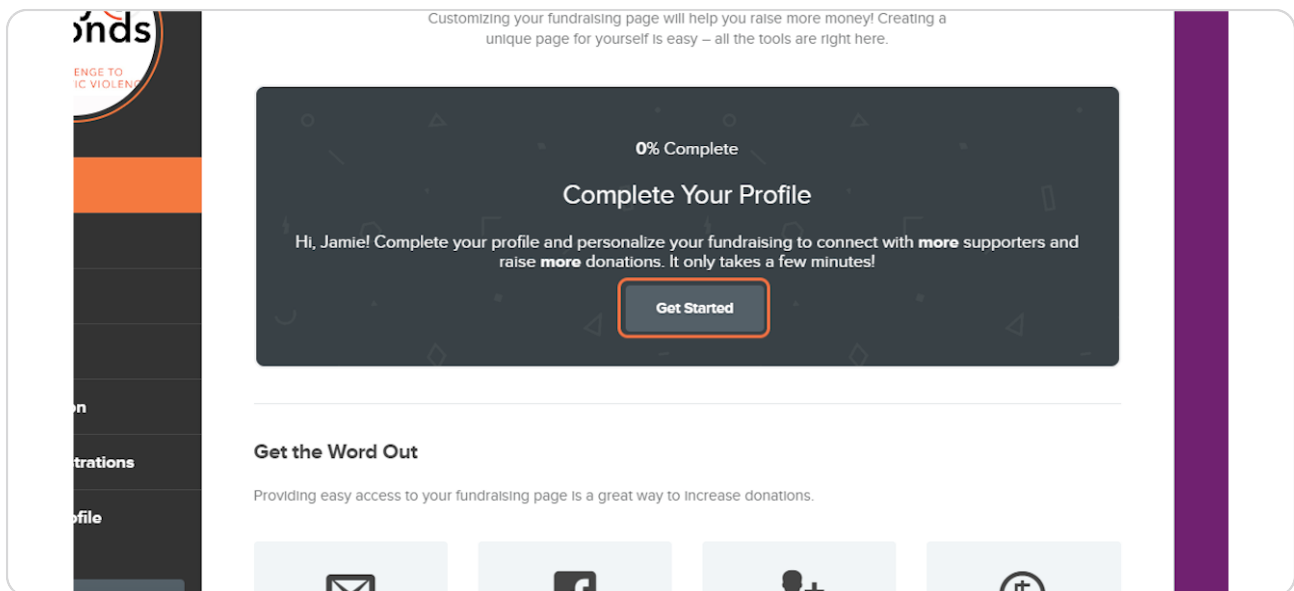 Customizing your fundraising page will help you raise more money! Creating a
unique page for yourself is easy – all the tools are right here.
ENGE TO
0% Complete
Complete Your Profile
Hi, Jamie! Complete your profile and personalize your fundraising to connect with more supporters and
raise more donations. It only takes a few minutes!
Get Started
on
trations
ofile
Get the Word Out
Providing easy access to your fundraising page is a great way to increase donations.